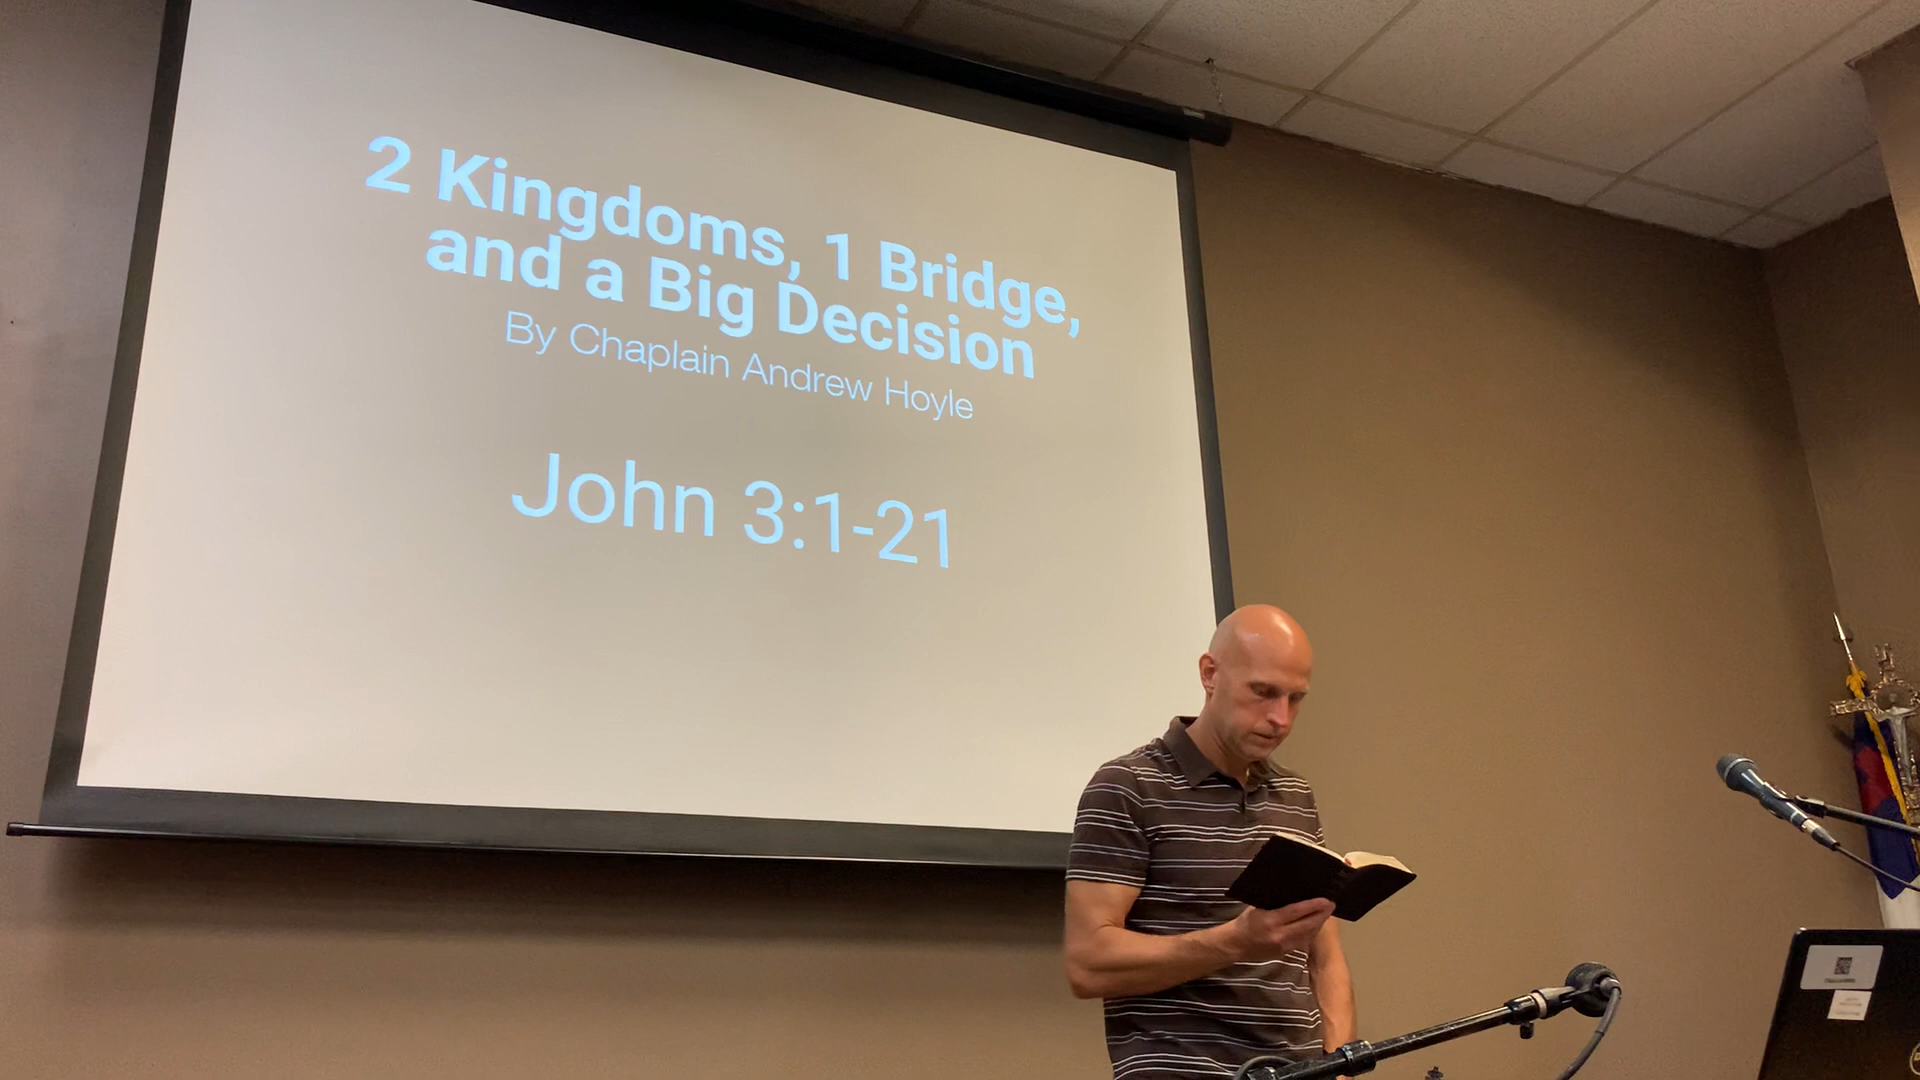 2 Kingdoms, 1 Bridge,
and a Big Decision
By Chaplain Andrew Hoyle
John 3:1-21